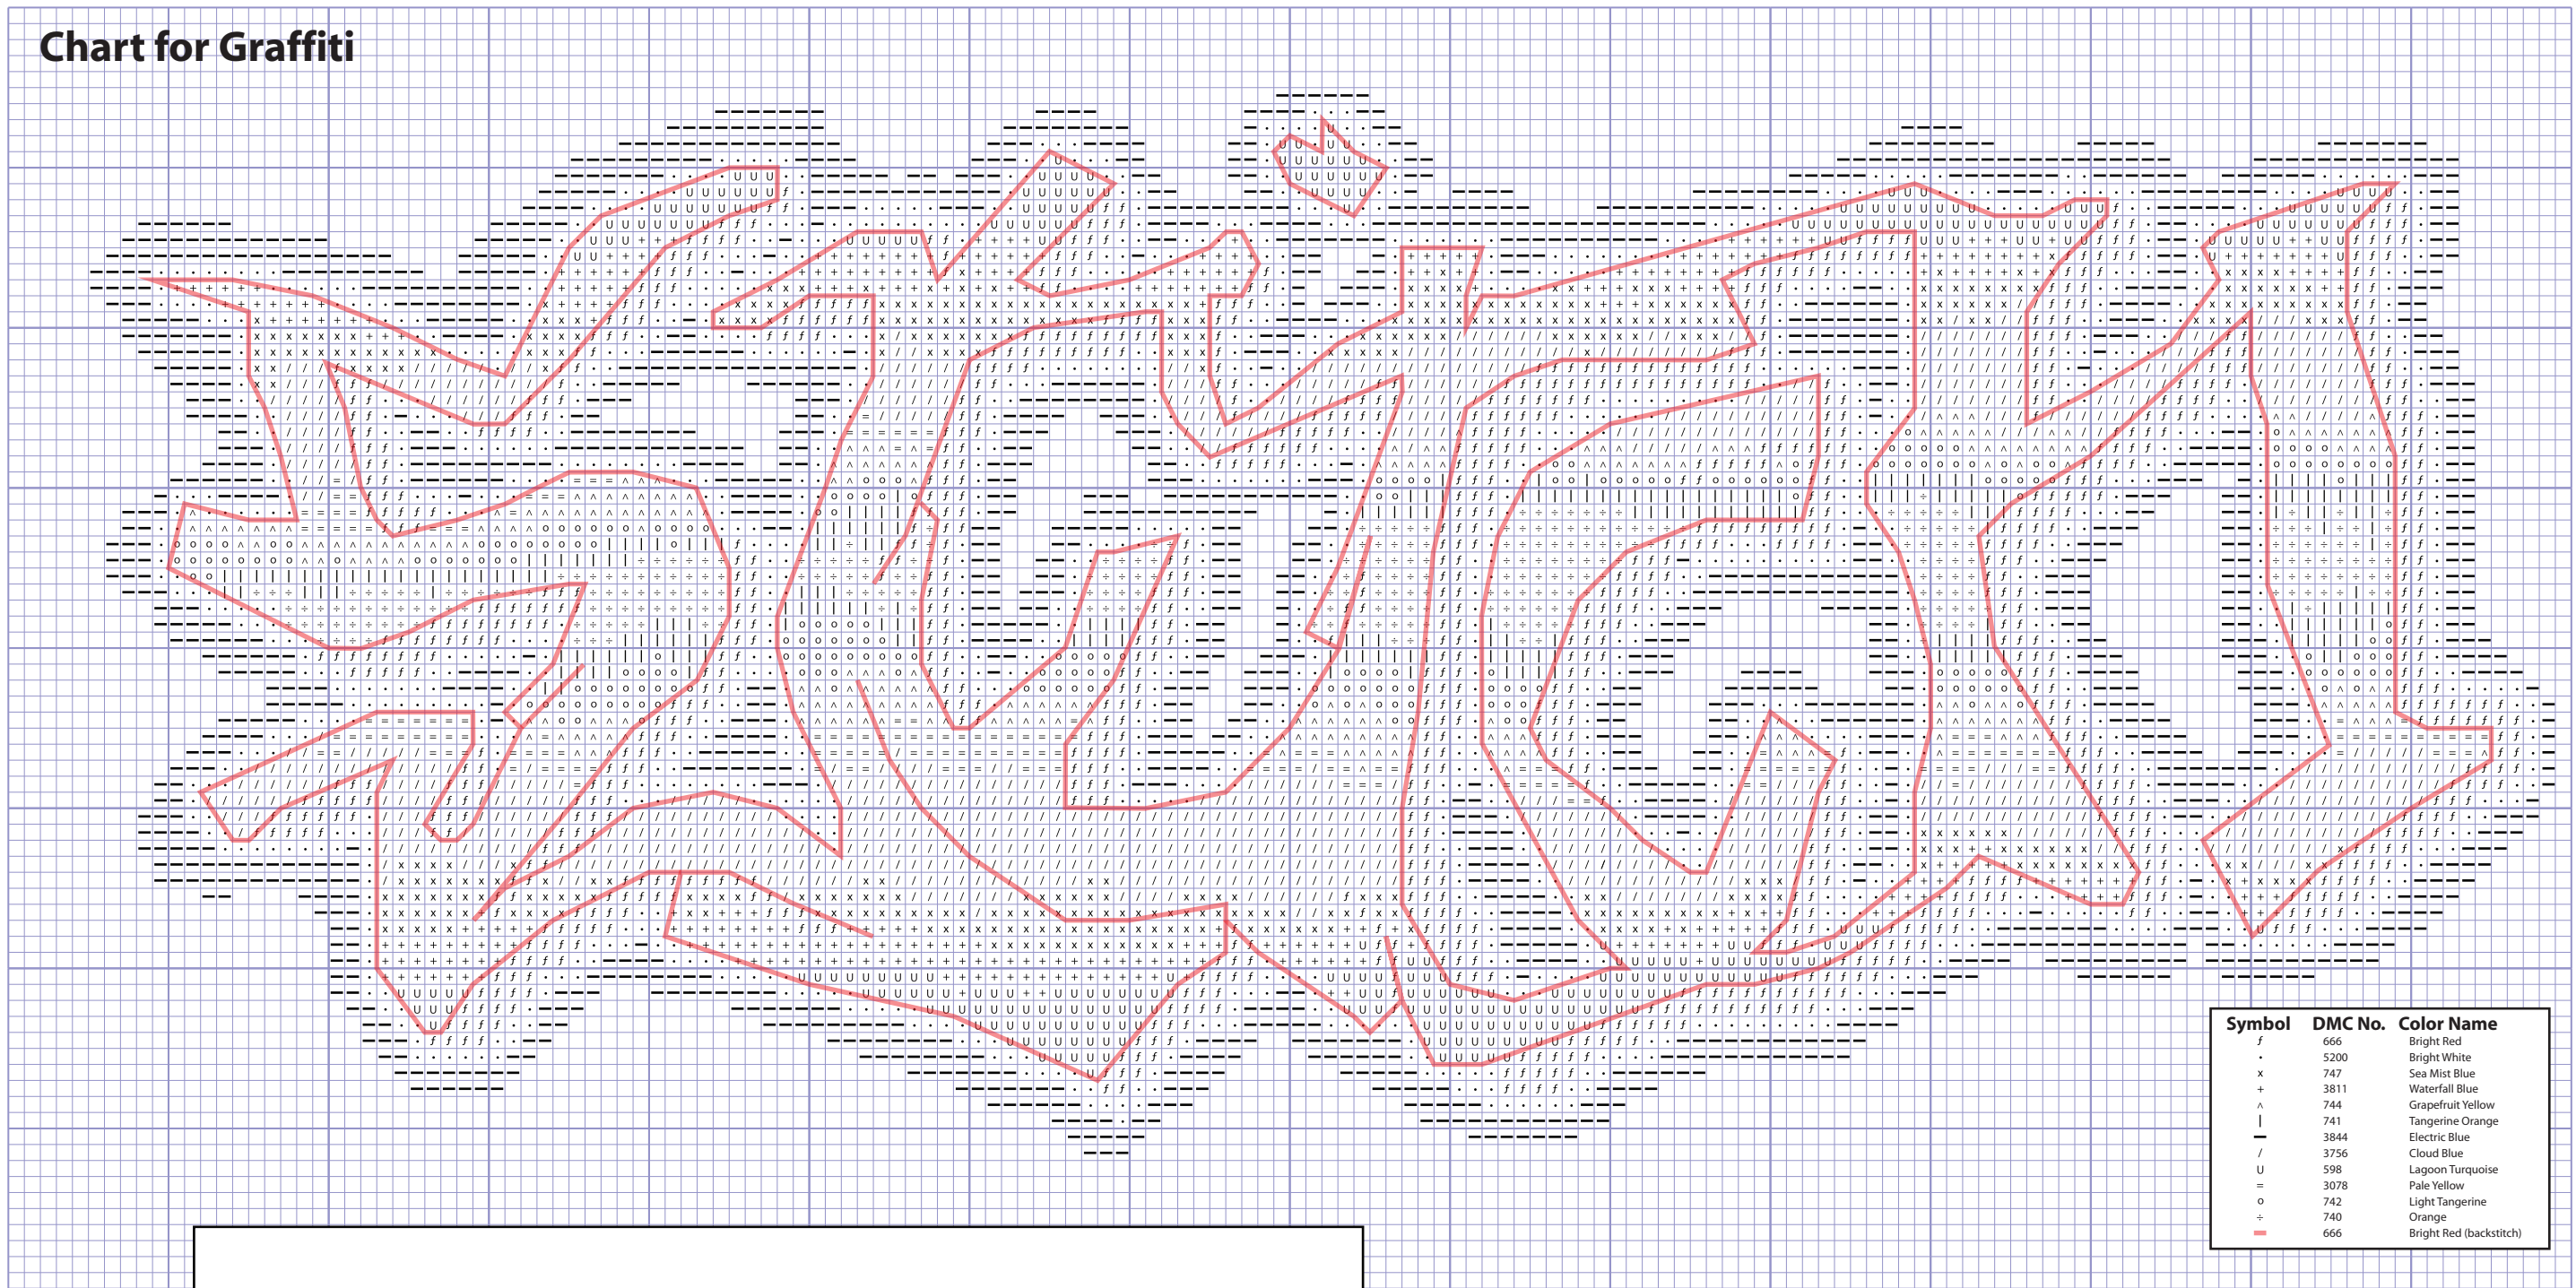 Chart for Graffiti
Symbol DMC No. Color Name
f 666 Bright Red
· 5200 Bright White
x 747 Sea Mist Blue
+ 3811 Waterfall Blue
^ 744 Grapefruit Yellow
| 741 Tangerine Orange
— 3844 Electric Blue
/ 3756 Cloud Blue
U 598 Lagoon Turquoise
= 3078 Pale Yellow
o 742 Light Tangerine
÷ 740 Orange
666 Bright Red (backstitch)